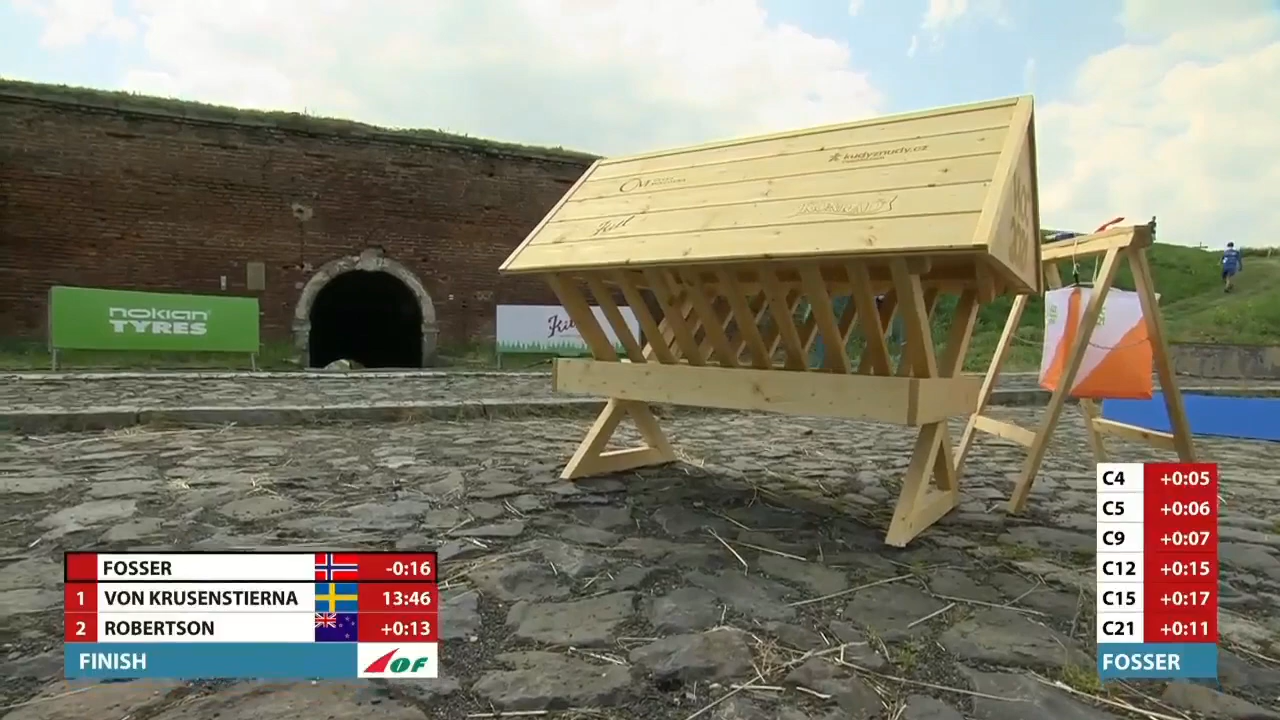 kudyznudy.cz
nokian
TYRES
FOSSER -0:16
1 VON KRUSENSTIERNA 13:46
2 ROBERTSON +0:13
FINISH
IOF
C4 +0:05
C5 +0:06
C9 +0:07
C12 +0:15
C15 +0:17
C21 +0:11
FOSSER